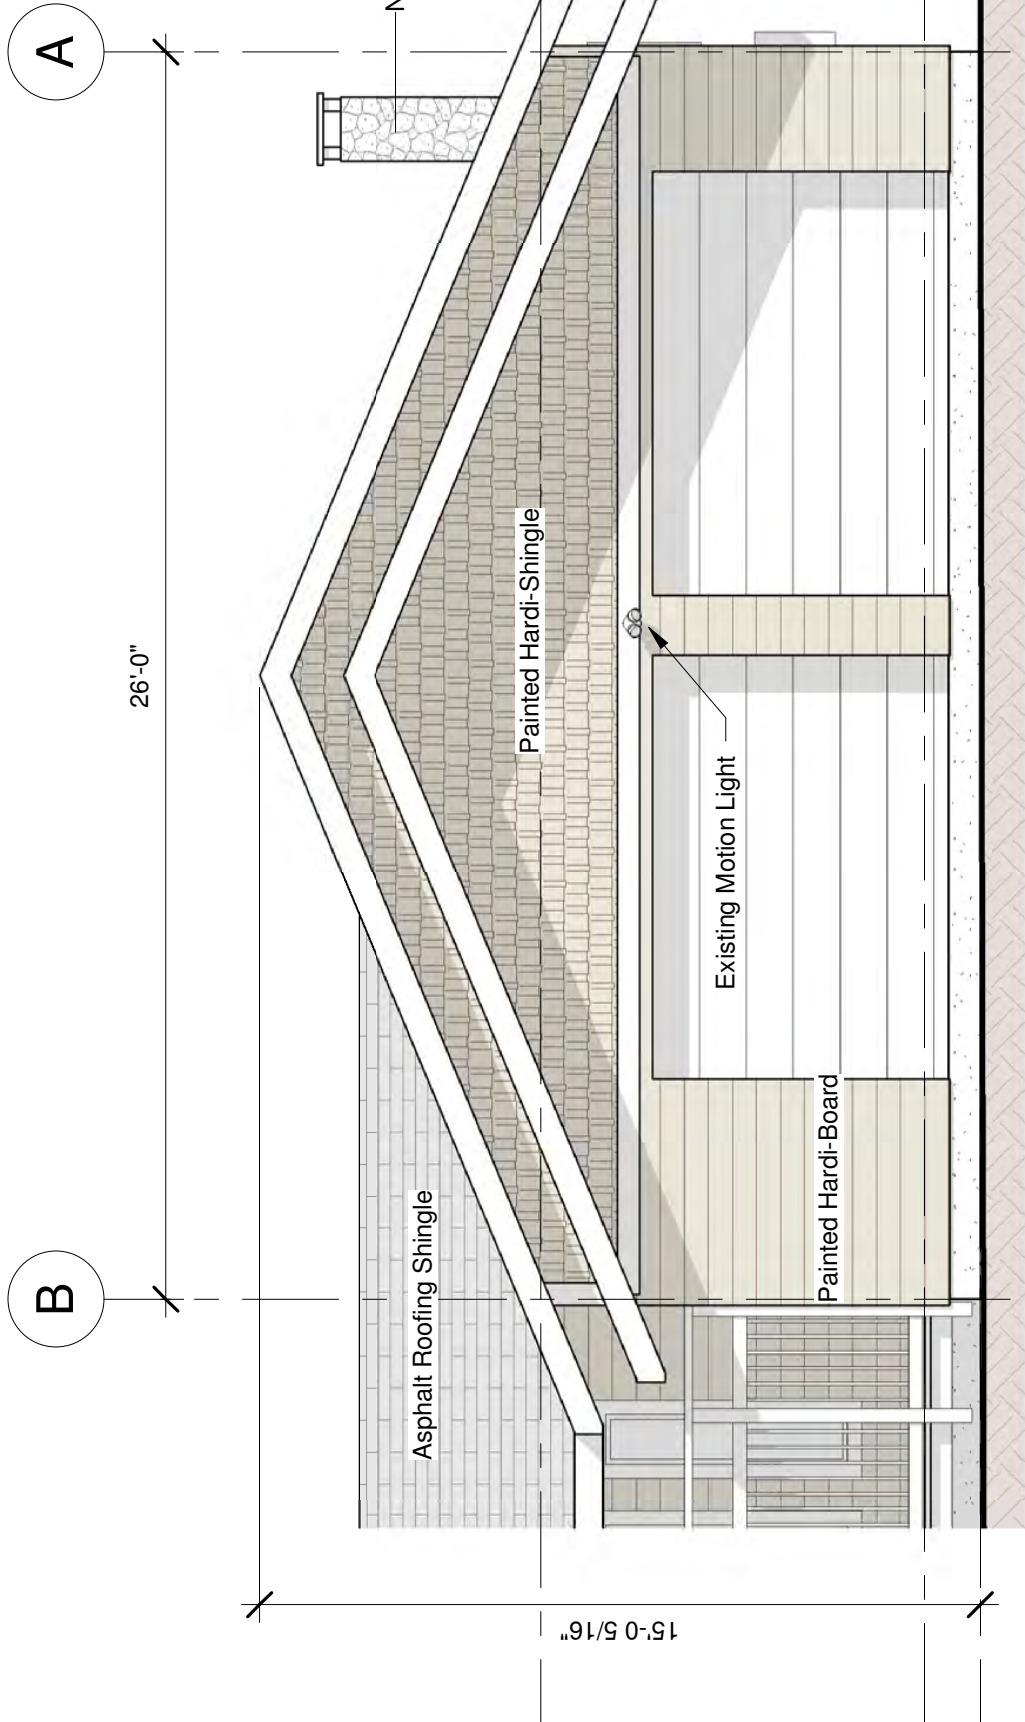 B
A
26'-0"
N
Asphalt Roofing Shingle
Painted Hardi-Shingle
Existing Motion Light
Painted Hardi-Board
15'-0 5/16"